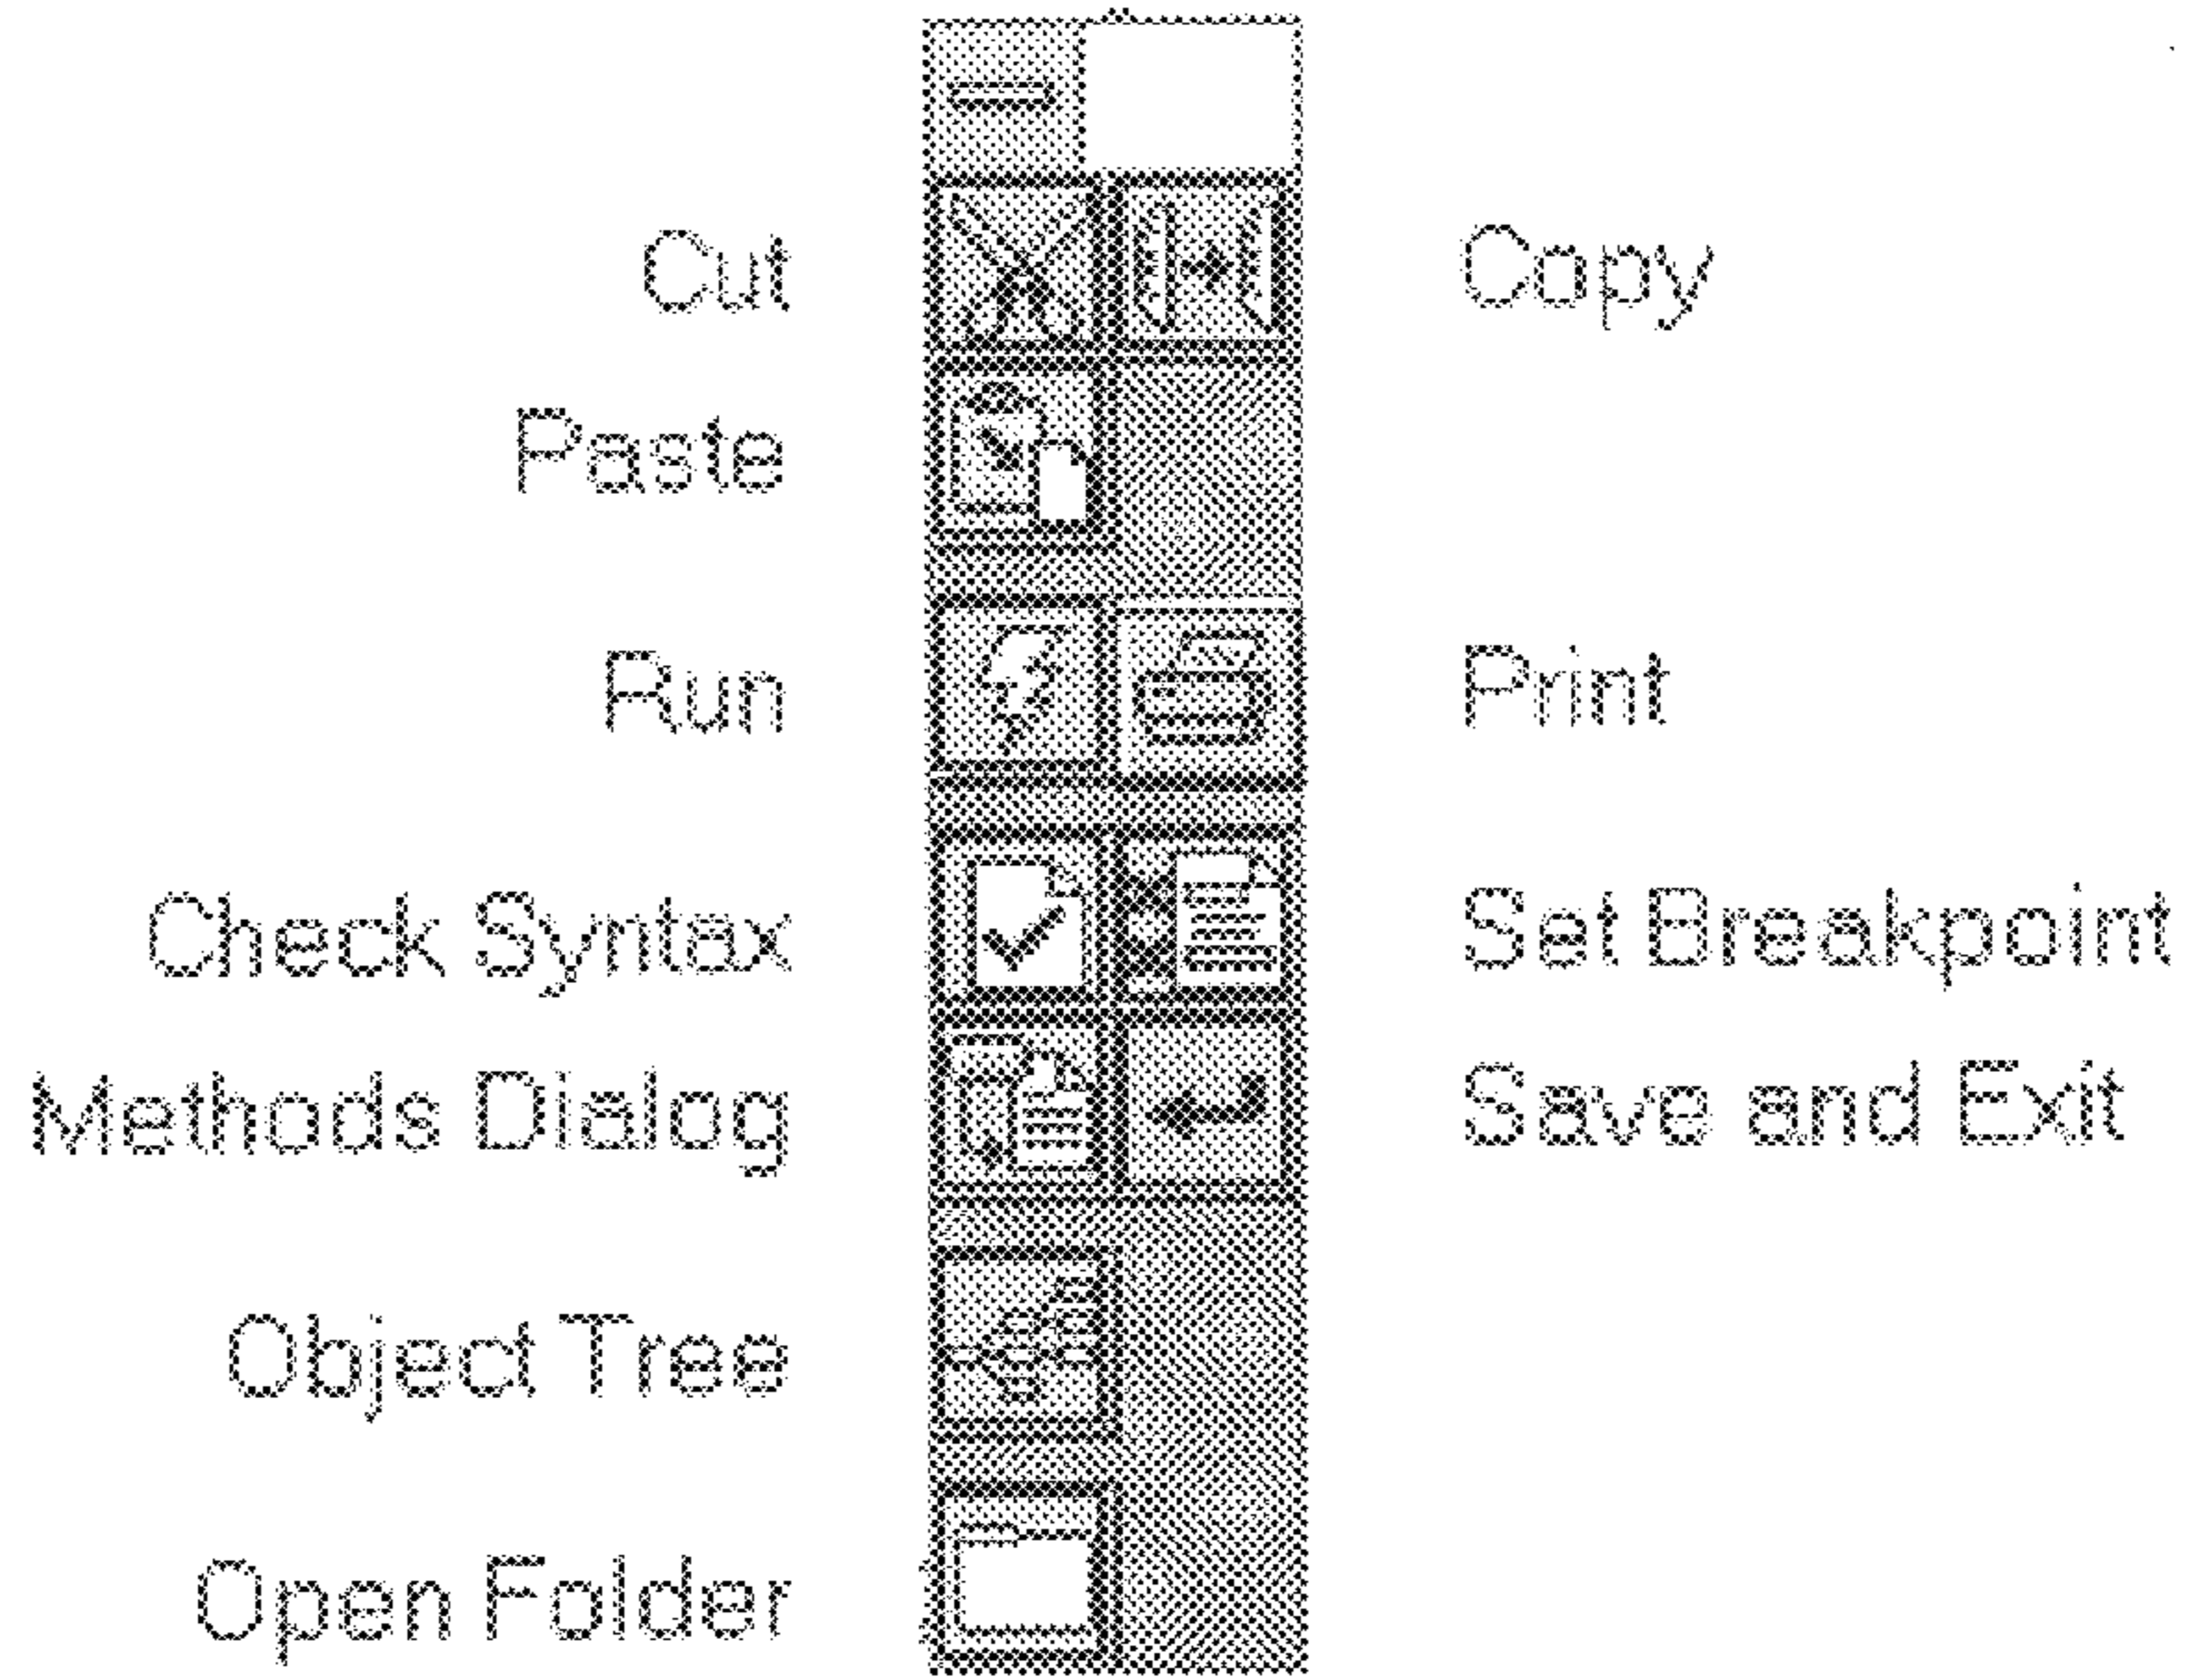 Cut Copy
Paste
Run Print
Check Syntax Set Breakpoint
Methods Dialog Save and Exit
Object Tree
Open Folder